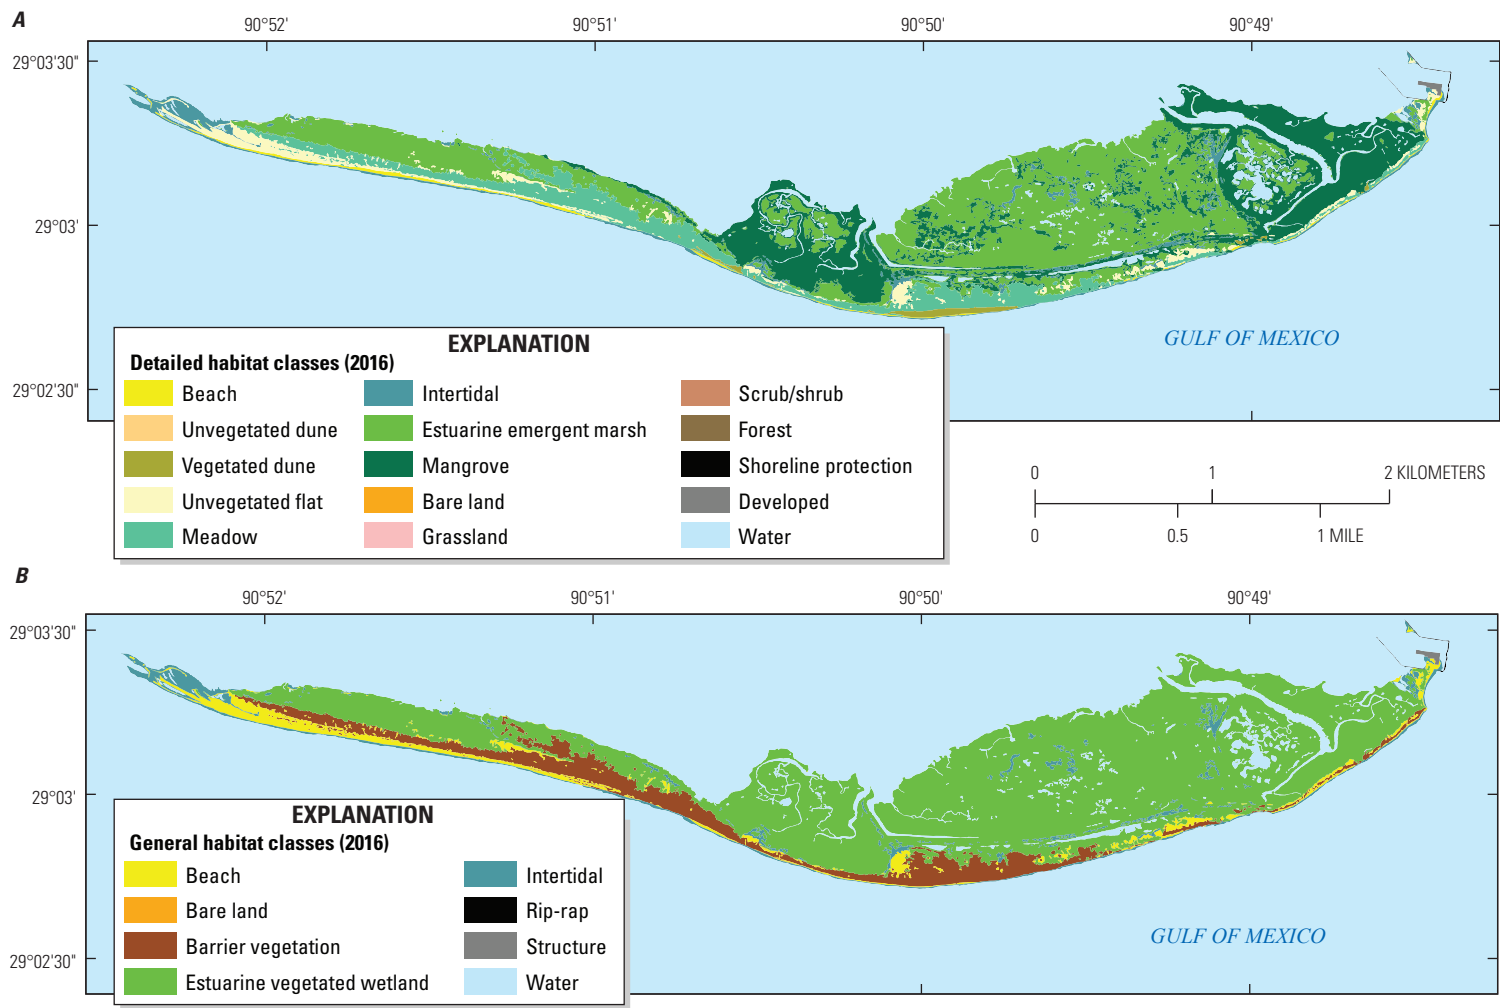 A
90°52' 90°51' 90°50' 90°49'
29°03'30"
29°03'
29°02'30"
GULF OF MEXICO
EXPLANATION
Detailed habitat classes (2016)
Beach Intertidal Scrub/shrub
Unvegetated dune Estuarine emergent marsh Forest
Vegetated dune Mangrove Shoreline protection
Unvegetated flat Bare land Developed
Meadow Grassland Water
0 1 2 KILOMETERS
0 0.5 1 MILE
B
90°52' 90°51' 90°50' 90°49'
29°03'30"
29°03'
29°02'30"
EXPLANATION
General habitat classes (2016)
Beach Intertidal
Bare land Rip-rap
Barrier vegetation Structure
Estuarine vegetated wetland Water
GULF OF MEXICO